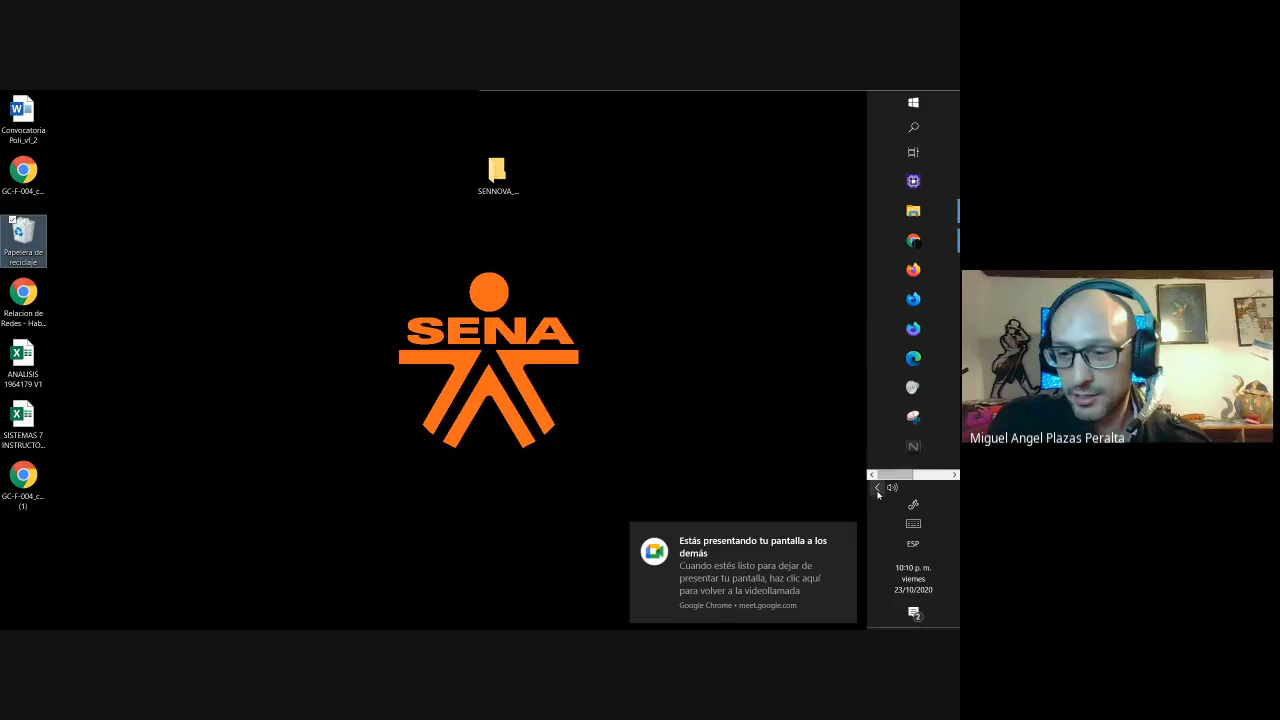 Convocatoria
Poli_vf_2
GC-F-004_c...
Papelera de
reciclaje
Relacion de
Redes - Hab...
ANALISIS
1964179 V1
SISTEMAS 7
INSTRUCTO...
GC-F-004_c...
(1)
SENNOVA_...
SENA
Estás presentando tu pantalla a los
demás
Cuando estés listo para dejar de
presentar tu pantalla, haz clic aquí
para volver a la videollamada
Google Chrome • meet.google.com
ESP
10:10 p. m.
viernes
23/10/2020
2
Miguel Angel Plazas Peralta